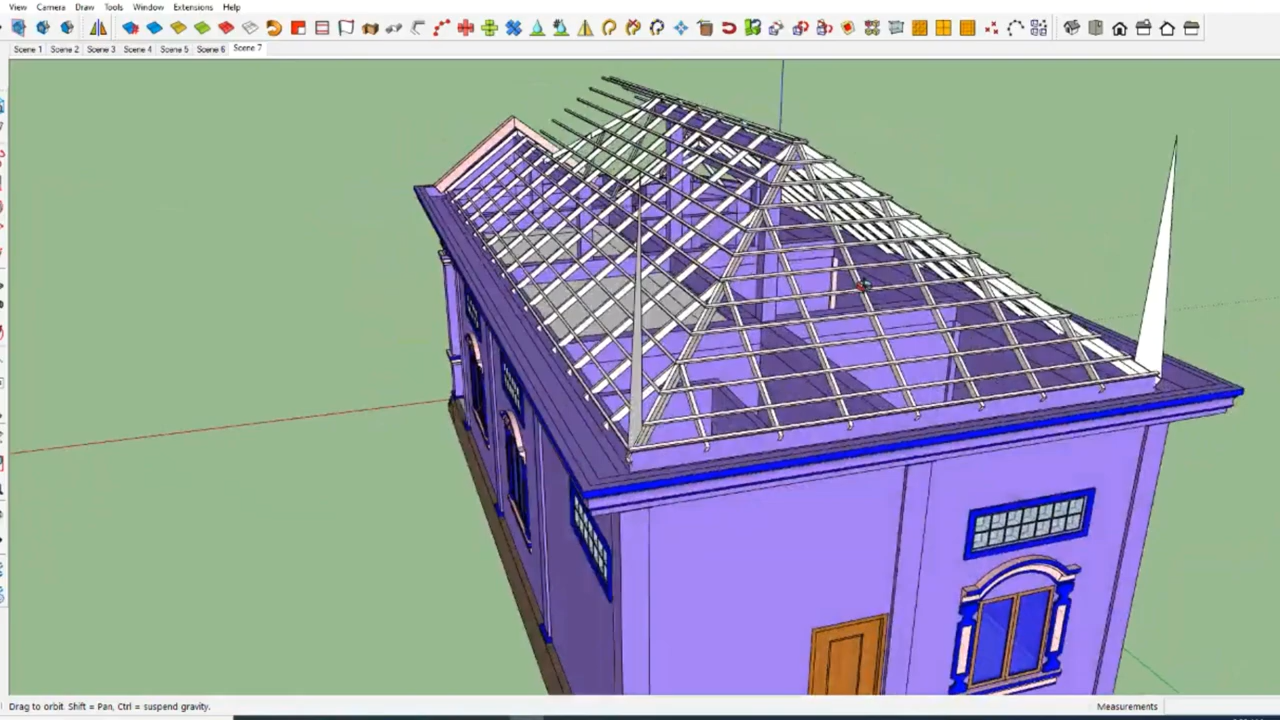 View Camera Draw Tools Window Extensions Help
Scene 1 Scene 2 Scene 3 Scene 4 Scene 5 Scene 6 Scene 7
Drag to orbit. Shift = Pan, Ctrl = suspend gravity. Measurements